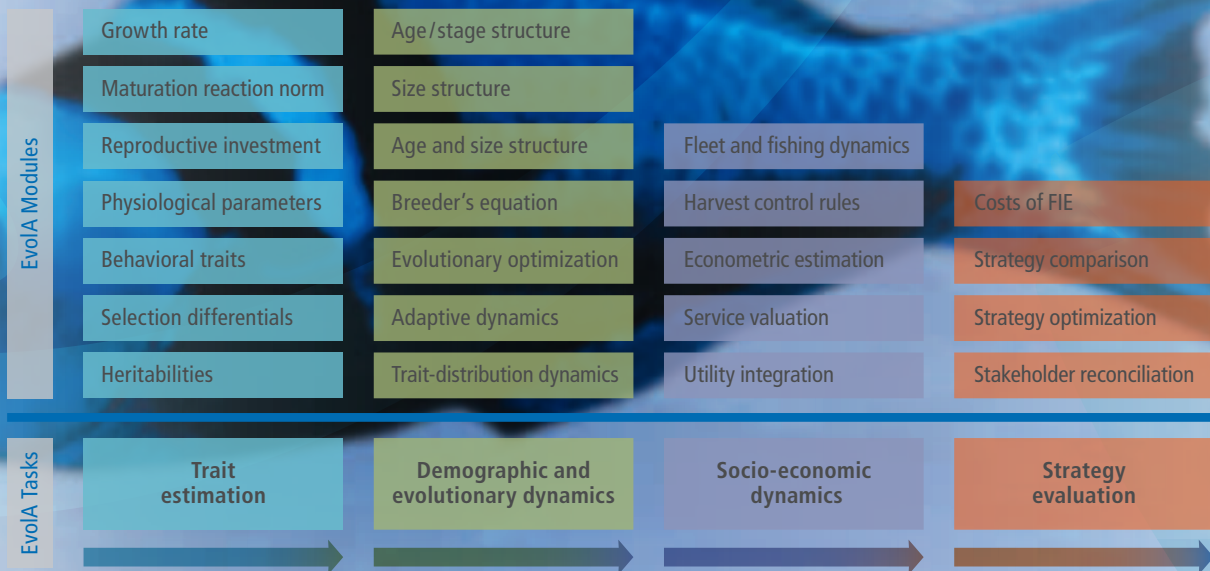 EvolA Modules
Growth rate
Maturation reaction norm
Reproductive investment
Physiological parameters
Behavioral traits
Selection differentials
Heritabilities
Age/stage structure
Size structure
Age and size structure
Breeder's equation
Evolutionary optimization
Adaptive dynamics
Trait-distribution dynamics
Fleet and fishing dynamics
Harvest control rules
Econometric estimation
Service valuation
Utility integration
Costs of FIE
Strategy comparison
Strategy optimization
Stakeholder reconciliation
EvolA Tasks
Trait
estimation
Demographic and
evolutionary dynamics
Socio-economic
dynamics
Strategy
evaluation